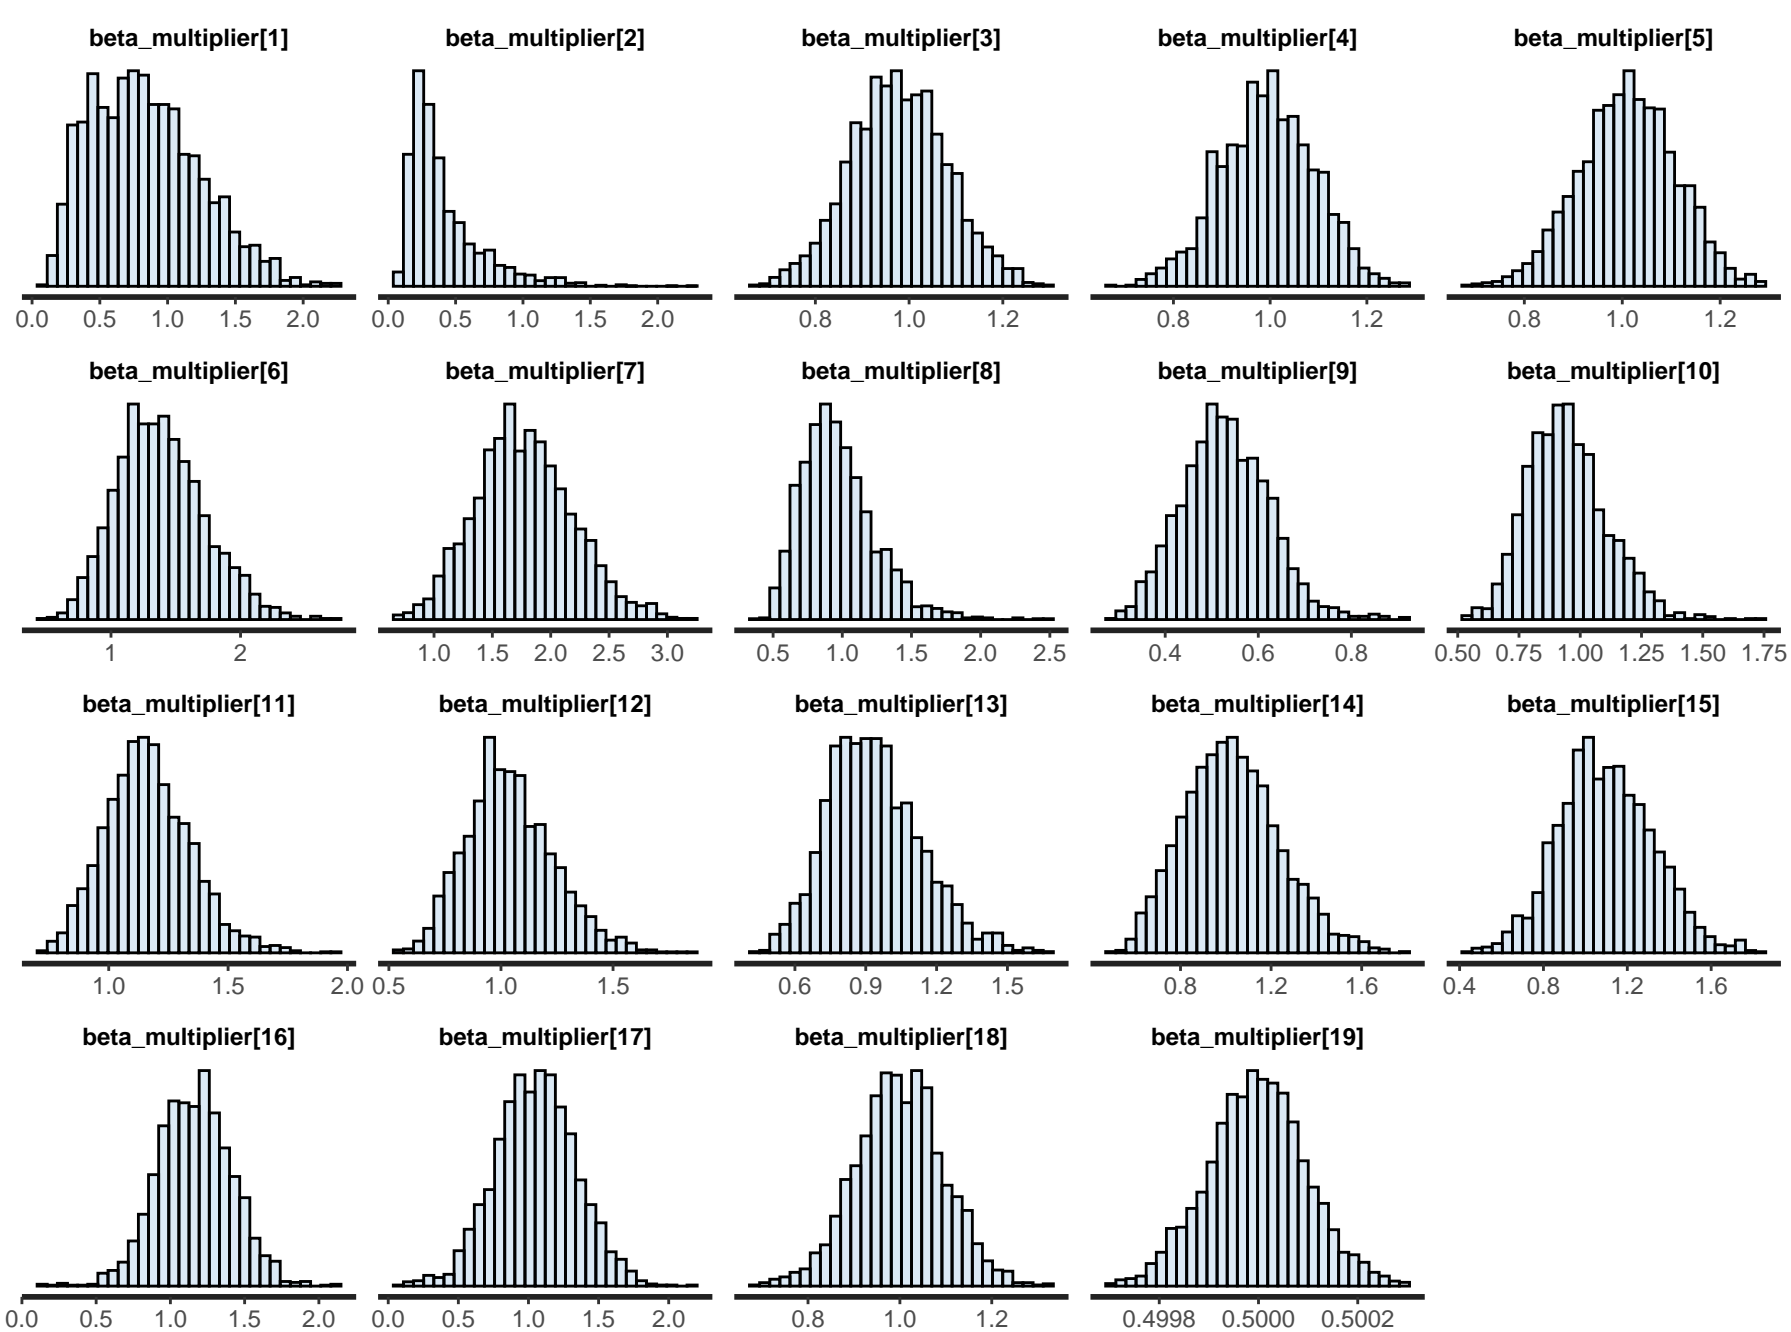 beta_multiplier[1] beta_multiplier[2] beta_multiplier[3] beta_multiplier[4] beta_multiplier[5]
0.0 0.5 1.0 1.5 2.0 0.0 0.5 1.0 1.5 2.0 0.8 1.0 1.2 0.8 1.0 1.2 0.8 1.0 1.2
beta_multiplier[6] beta_multiplier[7] beta_multiplier[8] beta_multiplier[9] beta_multiplier[10]
1 2 1.0 1.5 2.0 2.5 3.0 0.5 1.0 1.5 2.0 2.5 0.4 0.6 0.8 0.50 0.75 1.00 1.25 1.50 1.75
beta_multiplier[11] beta_multiplier[12] beta_multiplier[13] beta_multiplier[14] beta_multiplier[15]
1.0 1.5 2.0 0.5 1.0 1.5 0.6 0.9 1.2 1.5 0.8 1.2 1.6 0.4 0.8 1.2 1.6
beta_multiplier[16] beta_multiplier[17] beta_multiplier[18] beta_multiplier[19]
0.0 0.5 1.0 1.5 2.0 0.0 0.5 1.0 1.5 2.0 0.8 1.0 1.2 0.4998 0.5000 0.5002